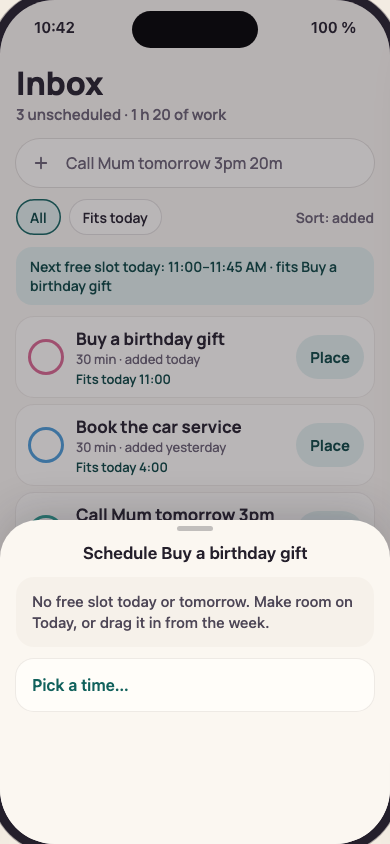 10:42
100 %
Inbox
3 unscheduled · 1 h 20 of work
+ Call Mum tomorrow 3pm 20m
All
Fits today
Sort: added
Next free slot today: 11:00–11:45 AM · fits Buy a
birthday gift
Buy a birthday gift
30 min · added today
Fits today 11:00
Place
Book the car service
30 min · added yesterday
Fits today 4:00
Place
Call Mum tomorrow 3pm
Schedule Buy a birthday gift
No free slot today or tomorrow. Make room on
Today, or drag it in from the week.
Pick a time...